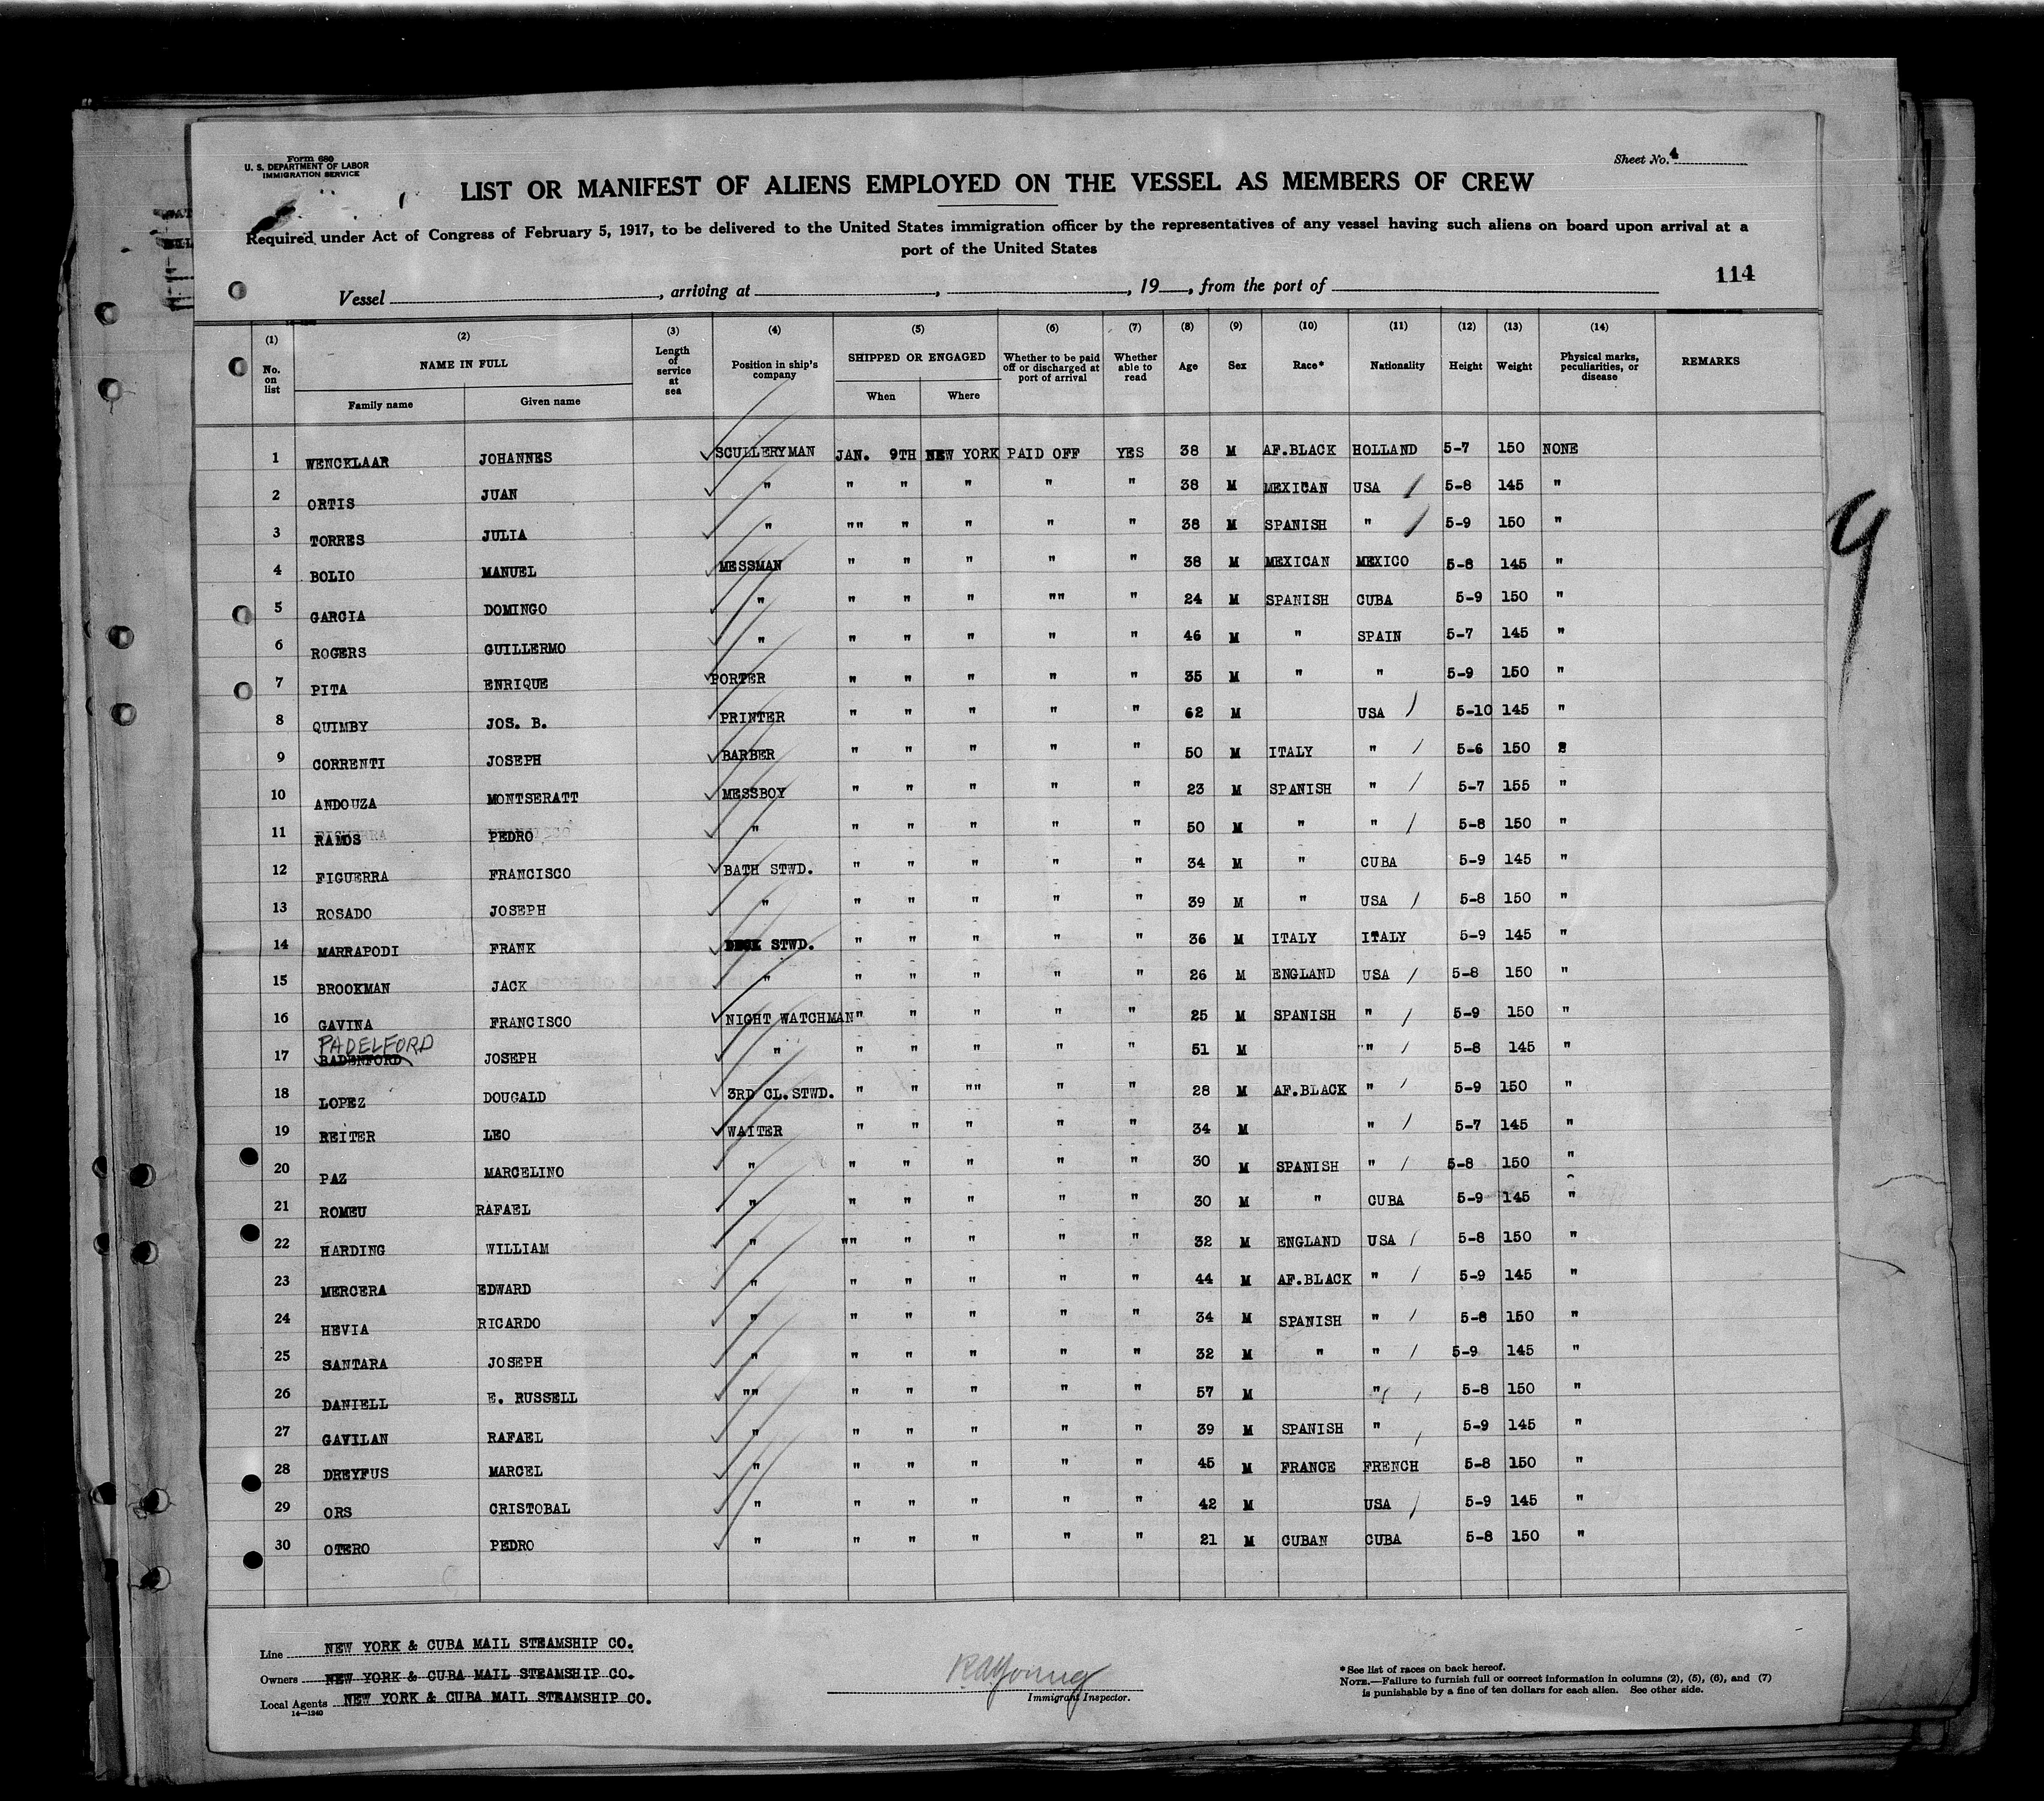 Form 680
U. S. DEPARTMENT OF LABOR
IMMIGRATION SERVICE
Sheet No. 4
LIST OR MANIFEST OF ALIENS EMPLOYED ON THE VESSEL AS MEMBERS OF CREW
Required under Act of Congress of February 5, 1917, to be delivered to the United States immigration officer by the representatives of any vessel having such aliens on board upon arrival at a
port of the United States
114
Vessel , arriving at , , 19 , from the port of
(1) (2) (3) (4) (5) (6) (7) (8) (9) (10) (11) (12) (13) (14)
No. on list NAME IN FULL Family name Given name Length of service at sea Position in ship's company SHIPPED OR ENGAGED When Where Whether to be paid off or discharged at port of arrival Whether able to read Age Sex Race* Nationality Height Weight Physical marks, peculiarities, or disease REMARKS
1 WENCKLAAR JOHANNES SCULLERYMAN JAN. 9TH NEW YORK PAID OFF YES 38 M AF.BLACK HOLLAND 5-7 150 NONE
2 ORTIS JUAN " " " " " " 38 M MEXICAN USA 5-8 145 "
3 TORRES JULIA " "" " " " " 38 M SPANISH " 5-9 150 "
4 BOLIO MANUEL MESSMAN " " " " " 38 M MEXICAN MEXICO 5-8 145 "
5 GARCIA DOMINGO " " " " "" " 24 M SPANISH CUBA 5-9 150 "
6 ROGERS GUILLERMO " " " " " " 46 M " SPAIN 5-7 145 "
7 PITA ENRIQUE PORTER " " " " " 35 M " " 5-9 150 "
8 QUIMBY JOS. B. PRINTER " " " " " 62 M USA 5-10 145 "
9 CORRENTI JOSEPH BARBER " " " " " 50 M ITALY " 5-6 150
10 ANDOUZA MONTSERATT MESSBOY " " " " " 23 M SPANISH " 5-7 155 "
11 RAMOS PEDRO " " " " " " 50 M " " 5-8 150 "
12 FIGUERRA FRANCISCO BATH STWD. " " " " " 34 M " CUBA 5-9 145 "
13 ROSADO JOSEPH " " " " " " 39 M " USA 5-8 150 "
14 MARRAPODI FRANK DECK STWD. " " " " " 36 M ITALY ITALY 5-9 145 "
15 BROOKMAN JACK " " " " " " 26 M ENGLAND USA 5-8 150 "
16 GAVINA FRANCISCO NIGHT WATCHMAN " " " " " 25 M SPANISH " 5-9 150 "
PADELFORD
17 BADENFORD JOSEPH " " " " " " 51 M " 5-8 145 "
18 LOPEZ DOUGALD 3RD CL.STWD. " " "" " " 28 M AF.BLACK " 5-9 150 "
19 REITER LEO WAITER " " " " " 34 M " 5-7 145 "
20 PAZ MARCELINO " " " " " " 30 M SPANISH " 5-8 150 "
21 ROMEU RAFAEL " " " " " " 30 M " CUBA 5-9 145 "
22 HARDING WILLIAM " "" " " " " 32 M ENGLAND USA 5-8 150 "
23 MERCERA EDWARD " " " " " " 44 M AF.BLACK " 5-9 145 "
24 HEVIA RICARDO " " " " " " 34 M SPANISH " 5-8 150 "
25 SANTARA JOSEPH " " " " " " 32 M " " 5-9 145 "
26 DANIELL E. RUSSELL "" " " " " " 57 M " 5-8 150 "
27 GAVILAN RAFAEL " " " " " " 39 M SPANISH " 5-9 145 "
28 DREYFUS MARCEL " " " " " " 45 M FRANCE FRENCH 5-8 150 "
29 ORS CRISTOBAL " " " " " " 42 M USA 5-9 145 "
30 OTERO PEDRO " " " " " " 21 M CUBAN CUBA 5-8 150 "
Line NEW YORK & CUBA MAIL STEAMSHIP CO.
Owners NEW YORK & CUBA MAIL STEAMSHIP CO.
Local Agents NEW YORK & CUBA MAIL STEAMSHIP CO.
14—1240
R.A. Young
Immigrant Inspector.
*See list of races on back hereof.
NOTE.—Failure to furnish full or correct information in columns (2), (5), (6), and (7)
is punishable by a fine of ten dollars for each alien. See other side.
9